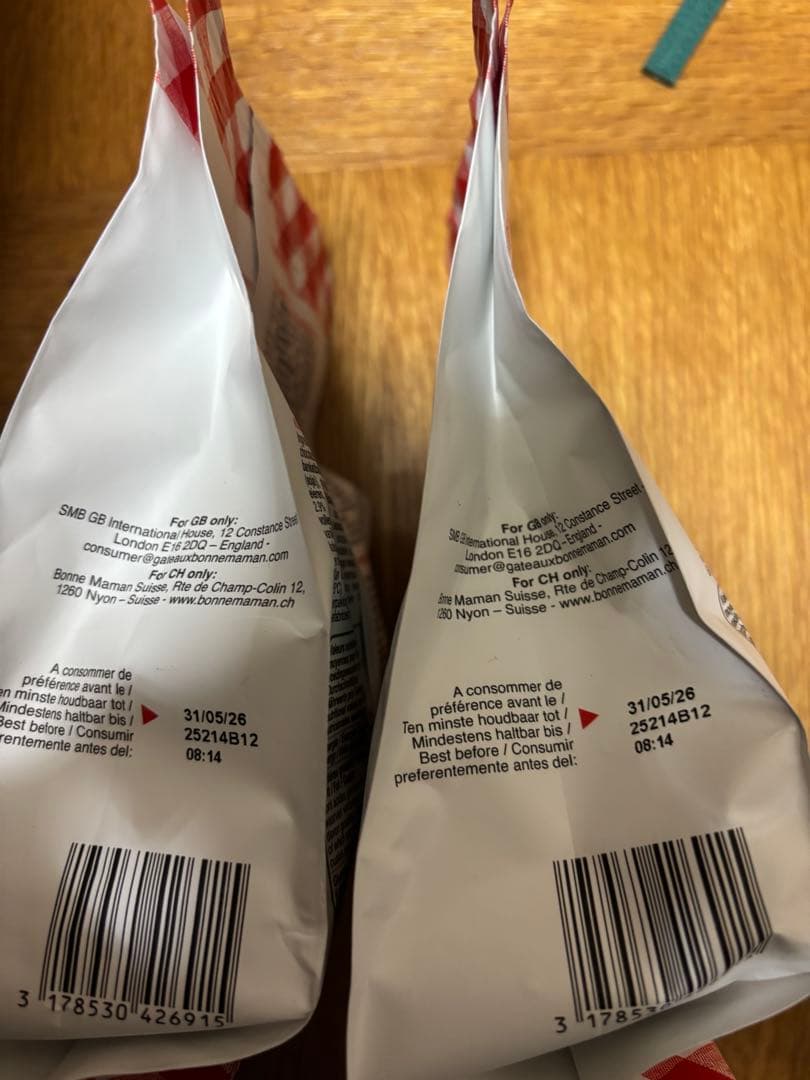 For GB only:
SMB GB International House, 12 Constance Street
London E16 2DQ – England -
consumer@gateauxbonnemaman.com
For CH only:
Bonne Maman Suisse, Rte de Champ-Colin 12,
1260 Nyon – Suisse - www.bonnemaman.ch
A consommer de
préférence avant le /
en minste houdbaar tot /
Mindestens haltbar bis /
Best before / Consumir
rentemente antes del:
31/05/26
25214B12
08:14
3 178530 426915
For GB only:
SMB GB International House, 12 Constance Street-
London E16 2DQ – England -
nsumer@gateauxbonnemaman.com
For CH only:
Bonne Maman Suisse, Rte de Champ-Colin 12
1260 Nyon – Suisse - www.bonnemaman.ch
A consommer de
préférence avant le /
Ten minste houdbaar tot /
Mindestens haltbar bis /
Best before / Consumir
preferentemente antes del:
31/05/26
25214B12
08:14
3 17853